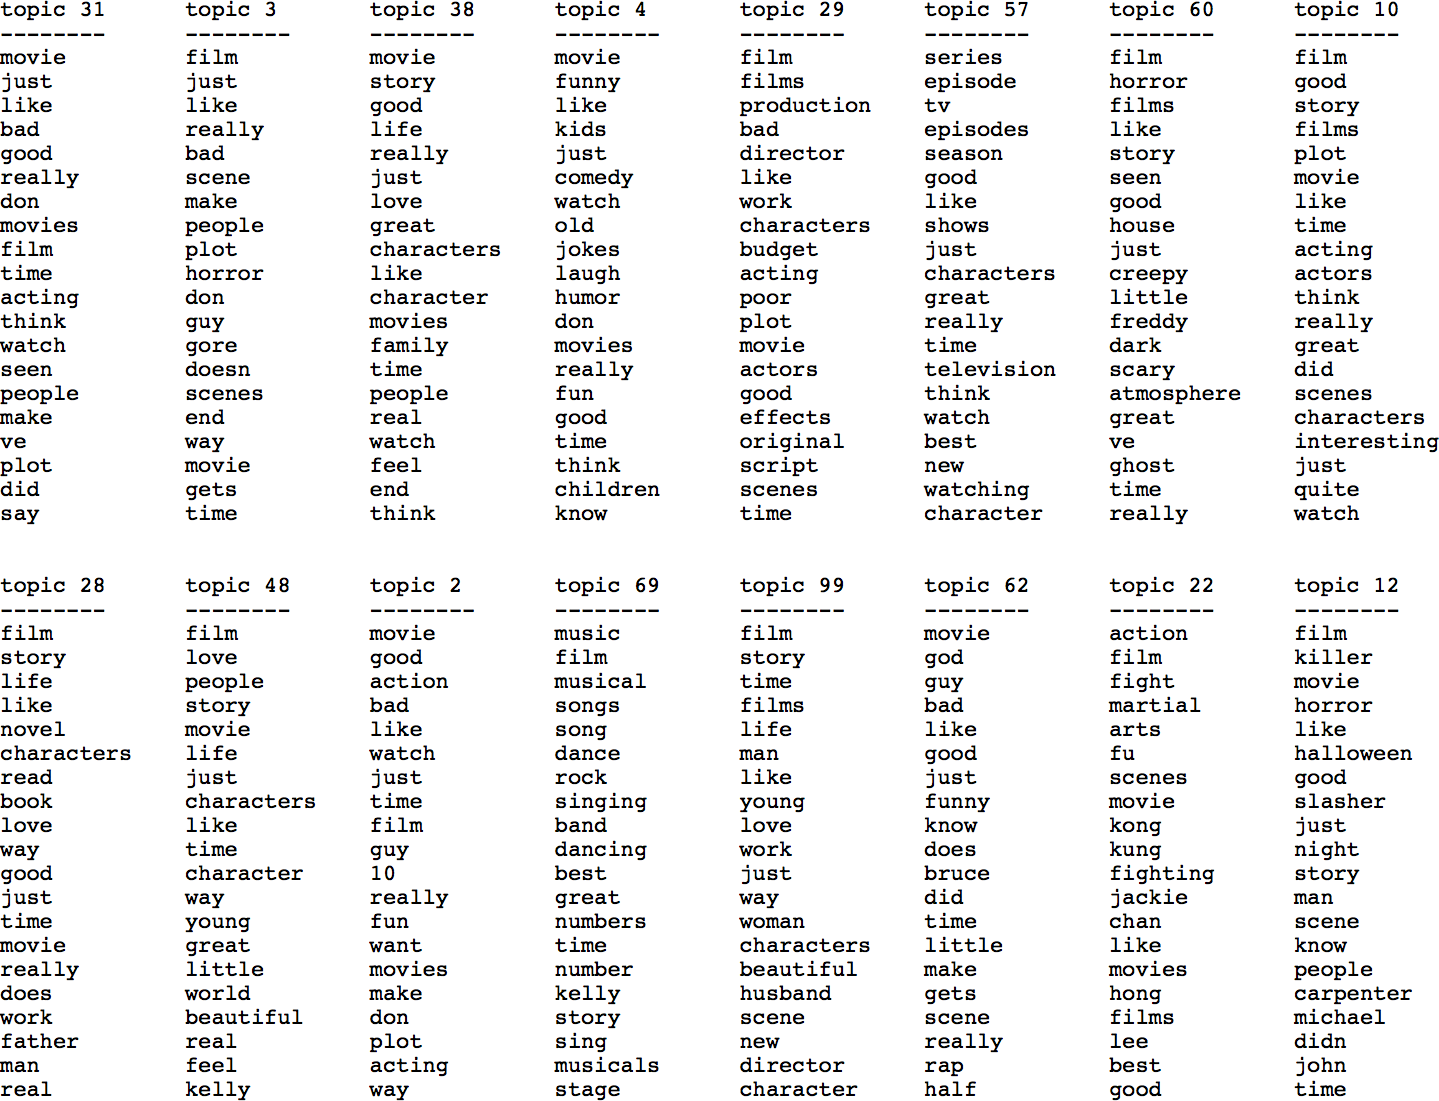 topic 31 topic 3 topic 38 topic 4 topic 29 topic 57 topic 60 topic 10
-------- -------- -------- -------- -------- -------- -------- --------
movie film movie movie film series film film
just just story funny films episode horror good
like like good like production tv films story
bad really life kids bad episodes like films
good bad really just director season story plot
really scene just comedy like good seen movie
don make love watch work like good like
movies people great old characters shows house time
film plot characters jokes budget just just acting
time horror like laugh acting characters creepy actors
acting don character humor poor great little think
think guy movies don plot really freddy really
watch gore family movies movie time dark great
seen doesn time really actors television scary did
people scenes people fun good think atmosphere scenes
make end real good effects watch great characters
ve way watch time original best ve interesting
plot movie feel think script new ghost just
did gets end children scenes watching time quite
say time think know time character really watch
topic 28 topic 48 topic 2 topic 69 topic 99 topic 62 topic 22 topic 12
-------- -------- -------- -------- -------- -------- -------- --------
film film movie music film movie action film
story love good film story god film killer
life people action musical time guy fight movie
like story bad songs films bad martial horror
novel movie like song life like arts like
characters life watch dance man good fu halloween
read just just rock like just scenes good
book characters time singing young funny movie slasher
love like film band love know kong just
way time guy dancing work does kung night
good character 10 best just bruce fighting story
just way really great way did jackie man
time young fun numbers woman time chan scene
movie great want time characters little like know
really little movies number beautiful make movies people
does world make kelly husband gets hong carpenter
work beautiful don story scene scene films michael
father real plot sing new really lee didn
man feel acting musicals director rap best john
real kelly way stage character half good time